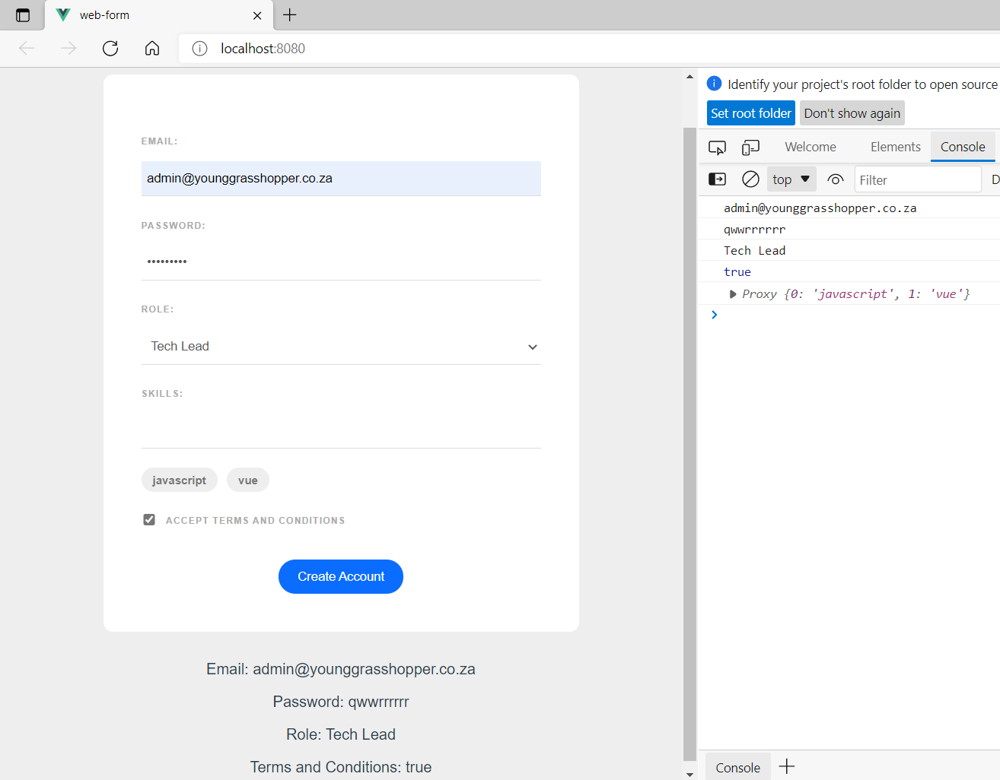 web-form
localhost:8080
EMAIL:
admin@younggrasshopper.co.za
PASSWORD:
•••••••••
ROLE:
Tech Lead
SKILLS:
javascript vue
ACCEPT TERMS AND CONDITIONS
Create Account
Email: admin@younggrasshopper.co.za
Password: qwwrrrrrr
Role: Tech Lead
Terms and Conditions: true
Identify your project's root folder to open source
Set root folder Don't show again
Welcome Elements Console
top Filter D
admin@younggrasshopper.co.za
qwwrrrrrr
Tech Lead
true
Proxy {0: 'javascript', 1: 'vue'}
Console